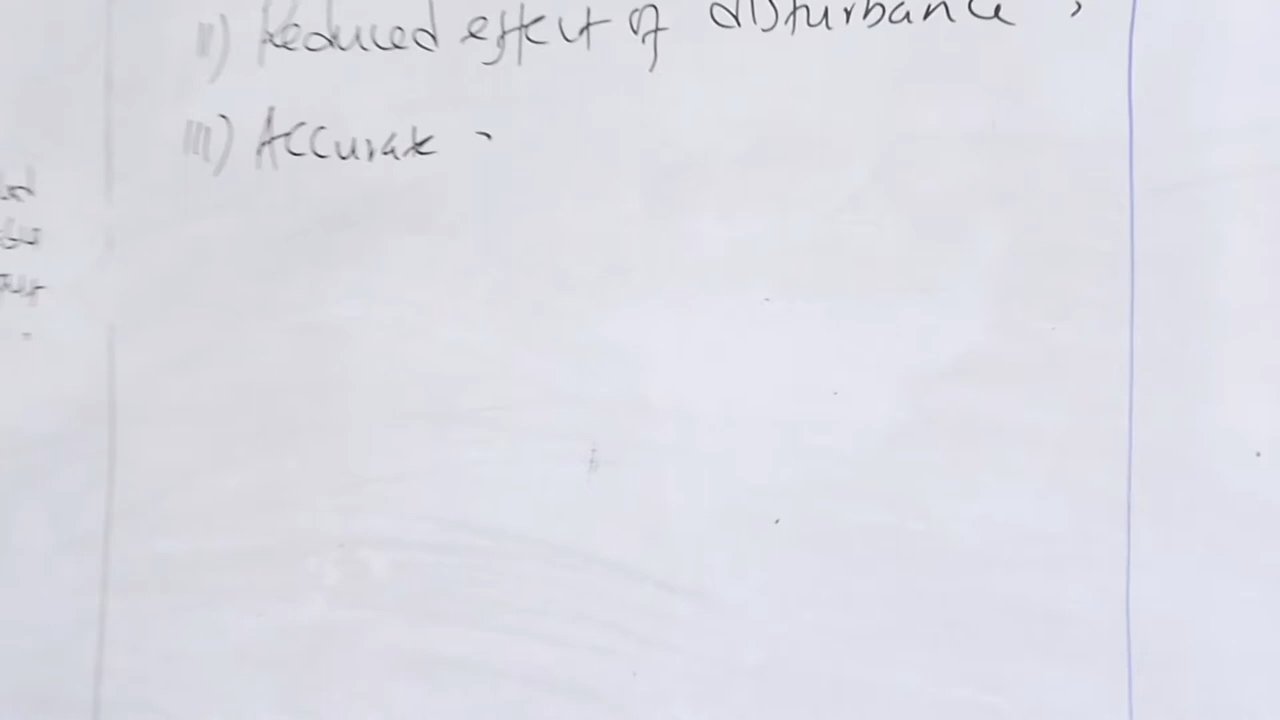 II) Reduced effect of disturbance,
III) Accurate.